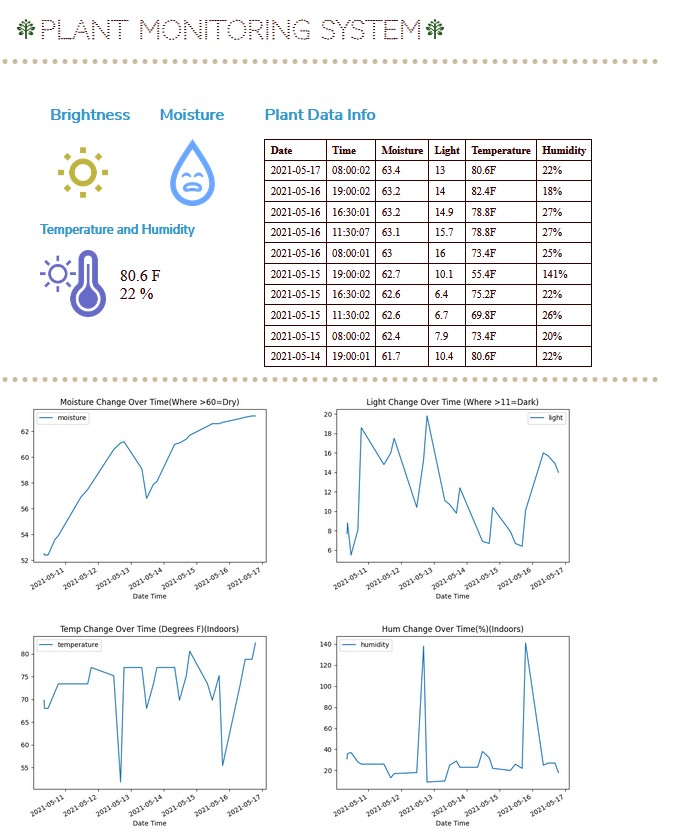 PLANT MONITORING SYSTEM
Brightness Moisture Plant Data Info
Date Time Moisture Light Temperature Humidity
2021-05-17 08:00:02 63.4 13 80.6F 22%
2021-05-16 19:00:02 63.2 14 82.4F 18%
2021-05-16 16:30:01 63.2 14.9 78.8F 27%
2021-05-16 11:30:07 63.1 15.7 78.8F 27%
2021-05-16 08:00:01 63 16 73.4F 25%
2021-05-15 19:00:02 62.7 10.1 55.4F 141%
2021-05-15 16:30:02 62.6 6.4 75.2F 22%
2021-05-15 11:30:02 62.6 6.7 69.8F 26%
2021-05-15 08:00:02 62.4 7.9 73.4F 20%
2021-05-14 19:00:01 61.7 10.4 80.6F 22%
Temperature and Humidity
80.6 F
22 %
Moisture Change Over Time(Where >60=Dry)
moisture
62
60
58
56
54
52
2021-05-11 2021-05-12 2021-05-13 2021-05-14 2021-05-15 2021-05-16 2021-05-17
Date Time
Light Change Over Time (Where >11=Dark)
light
20
18
16
14
12
10
8
6
2021-05-11 2021-05-12 2021-05-13 2021-05-14 2021-05-15 2021-05-16 2021-05-17
Date Time
Temp Change Over Time (Degrees F)(Indoors)
temperature
80
75
70
65
60
55
2021-05-11 2021-05-12 2021-05-13 2021-05-14 2021-05-15 2021-05-16 2021-05-17
Date Time
Hum Change Over Time(%)(Indoors)
humidity
140
120
100
80
60
40
20
2021-05-11 2021-05-12 2021-05-13 2021-05-14 2021-05-15 2021-05-16 2021-05-17
Date Time